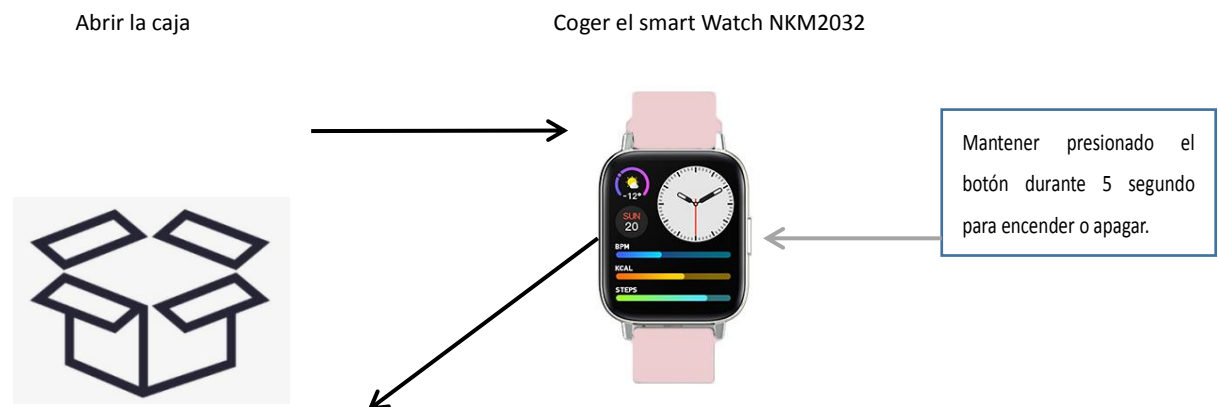 Abrir la caja
Coger el smart Watch NKM2032
Mantener presionado el
botón durante 5 segundo
para encender o apagar.
-12°
SUN
20
BPM
KCAL
STEPS